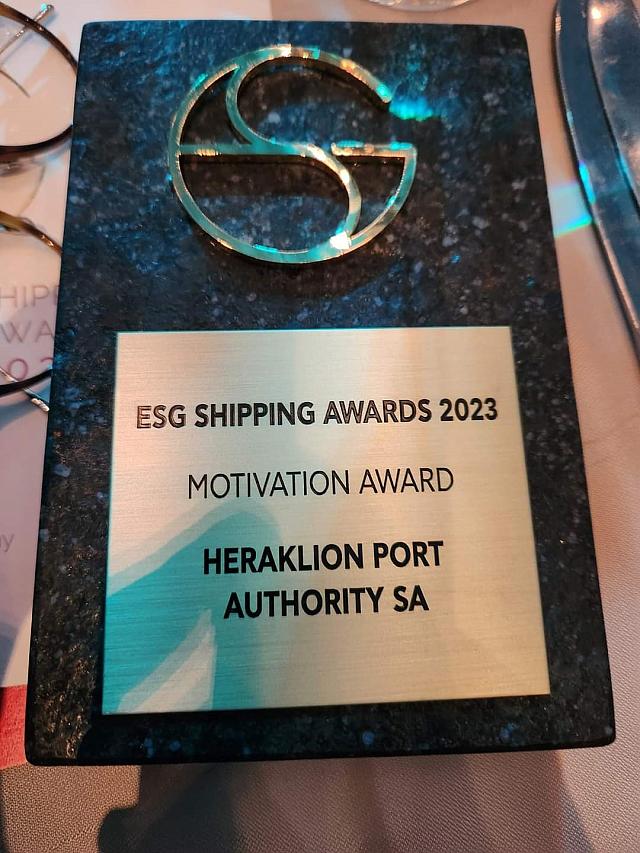 ESG SHIPPING AWARDS 2023
MOTIVATION AWARD
HERAKLION PORT
AUTHORITY SA